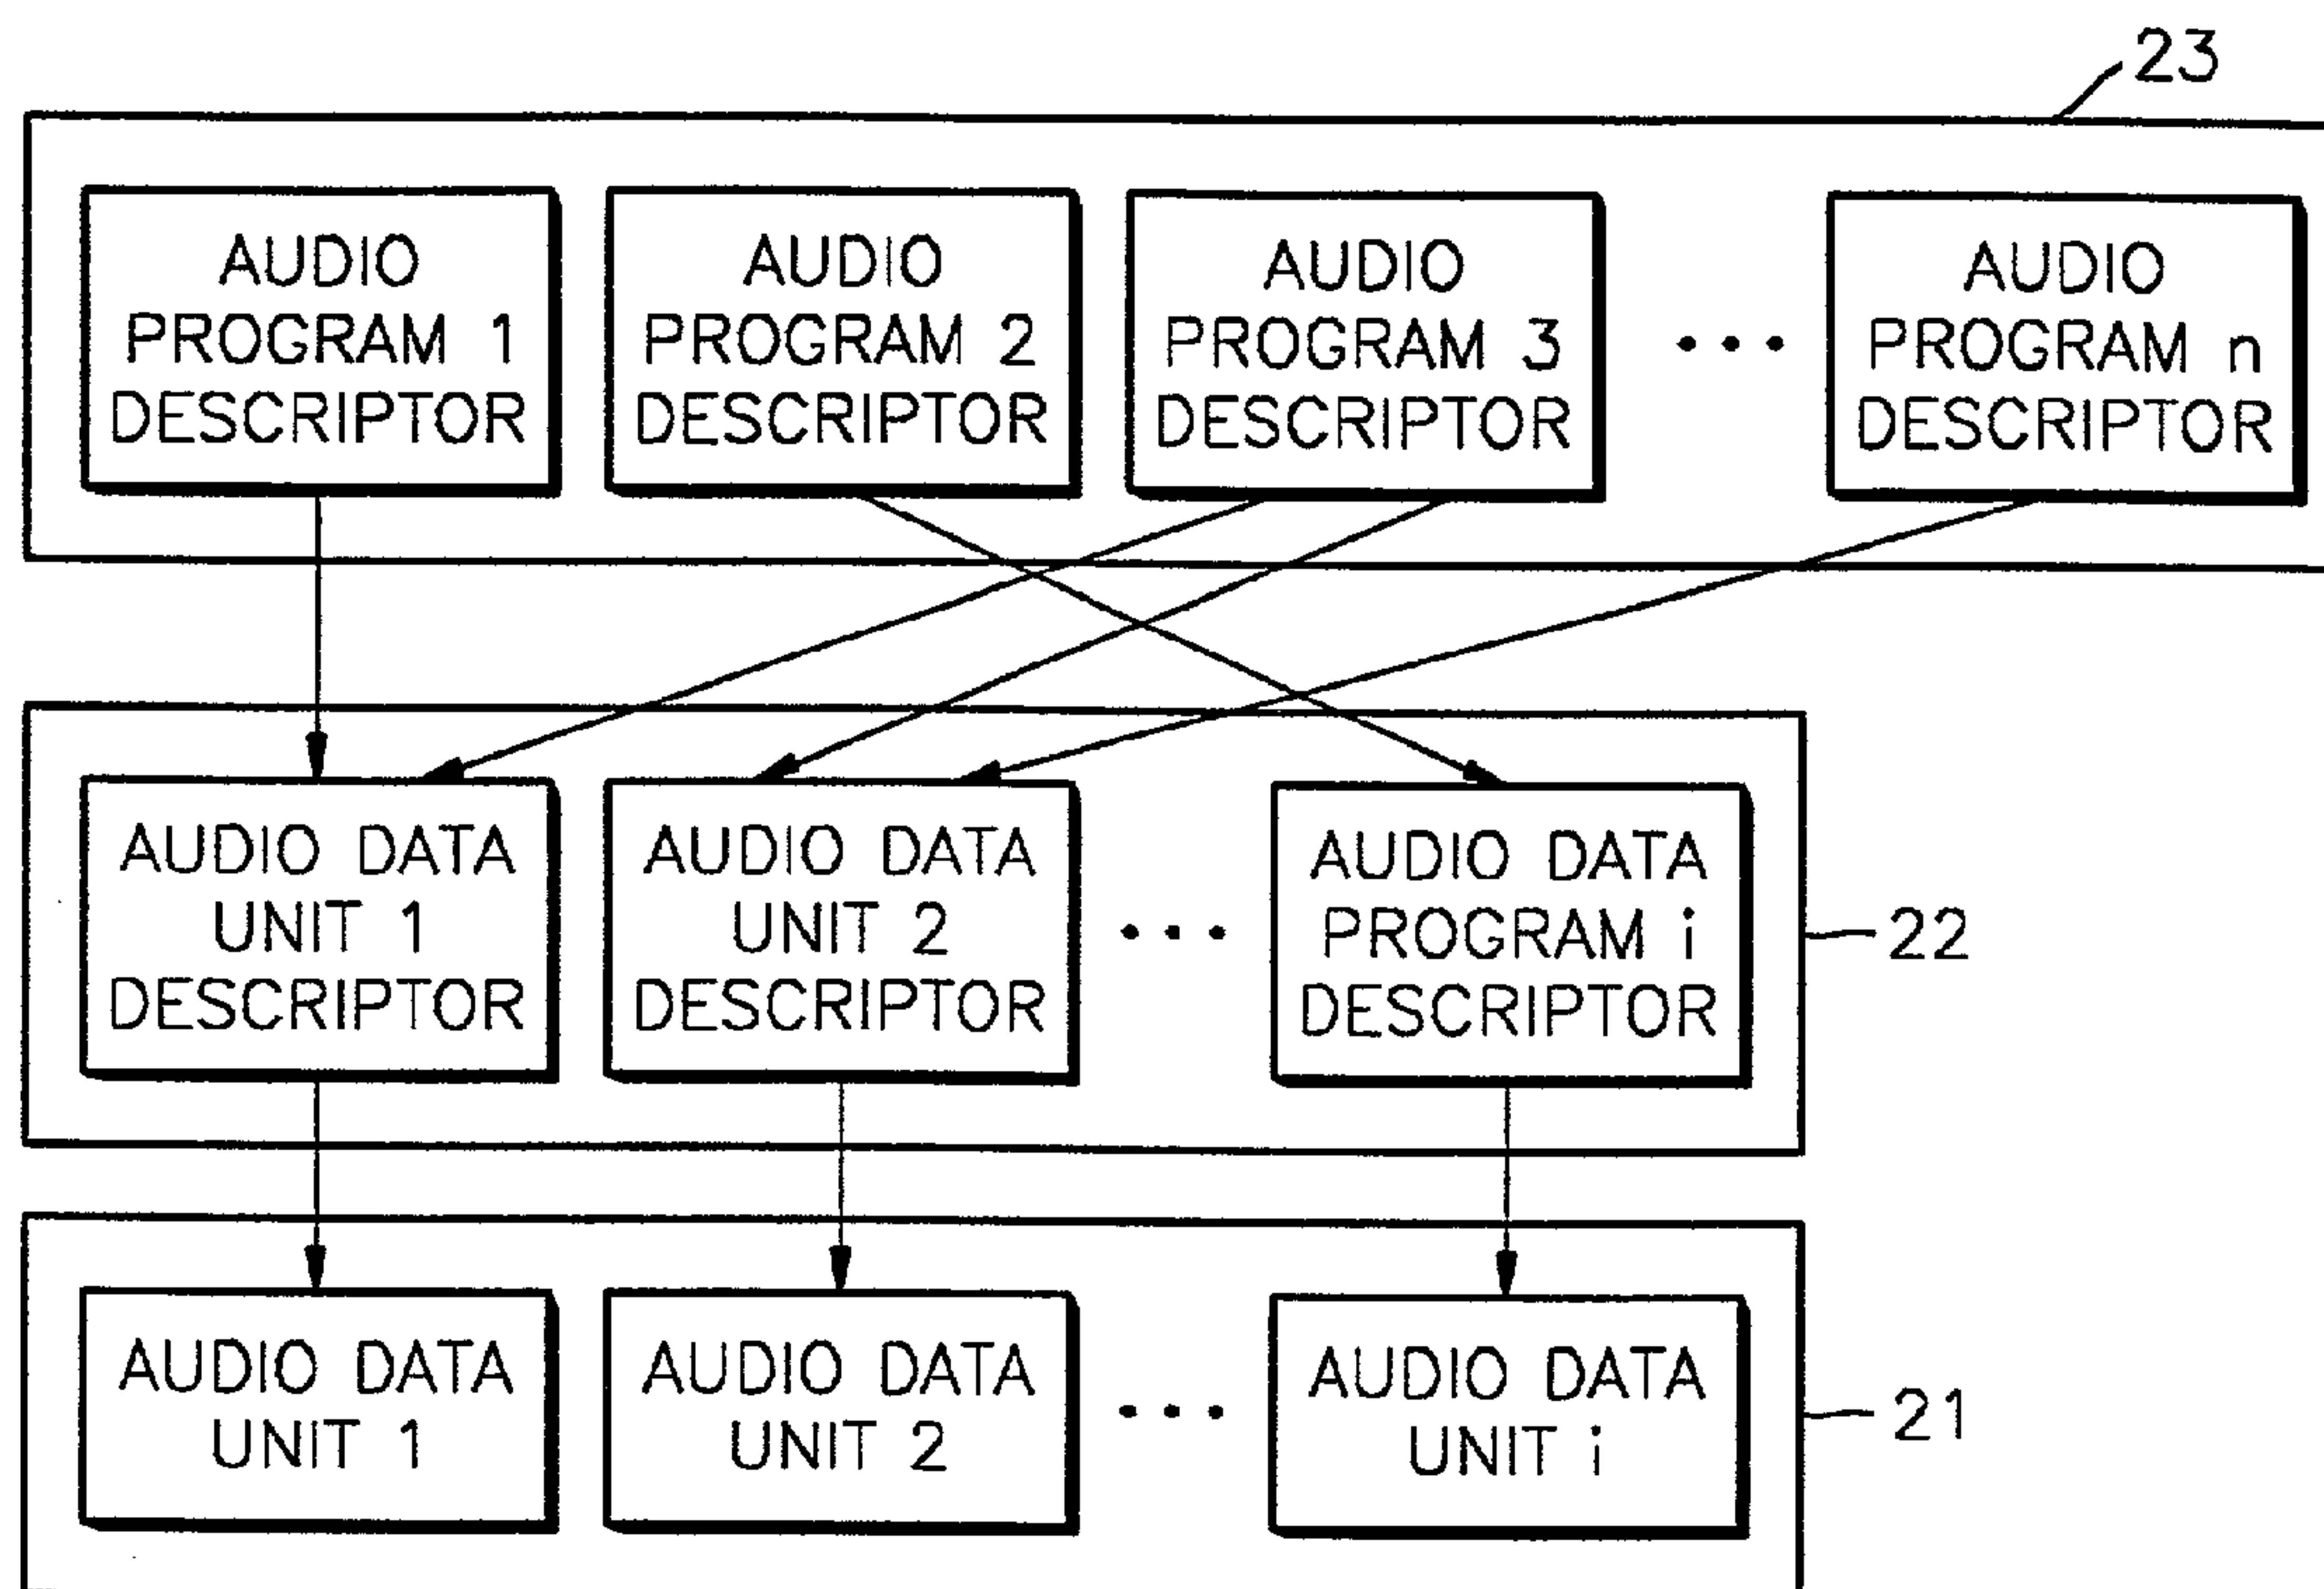 23
AUDIO
PROGRAM 1
DESCRIPTOR
AUDIO
PROGRAM 2
DESCRIPTOR
AUDIO
PROGRAM 3
DESCRIPTOR
...
AUDIO
PROGRAM n
DESCRIPTOR
AUDIO DATA
UNIT 1
DESCRIPTOR
AUDIO DATA
UNIT 2
DESCRIPTOR
...
AUDIO DATA
PROGRAM i
DESCRIPTOR
22
AUDIO DATA
UNIT 1
AUDIO DATA
UNIT 2
...
AUDIO DATA
UNIT i
21